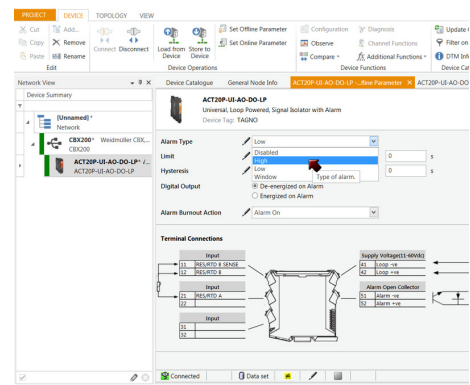 PROJECT DEVICE TOPOLOGY VIEW
Cut Add...
Copy Remove
Paste Rename
Edit
Connect Disconnect
Load from Device Store to Device
Set Offline Parameter
Set Online Parameter
Device Operations
Configuration Diagnosis
Observe Channel Functions
Compare Additional Functions
Device Functions
Update
Filter on
DTM Info
Device Cat
Network View
Device Summary
[Unnamed]*
Network
CBX200* Weidmüller CBX,...
CBX200
ACT20P-UI-AO-DO-LP* /...
ACT20P-UI-AO-DO-LP
Device Catalogue General Node Info ACT20P-UI-AO-DO-LP -...ffline Parameter ACT20P-UI-AO-DO
ACT20P-UI-AO-DO-LP
Universal, Loop Powered, Signal Isolator with Alarm
Device Tag: TAGNO
Alarm Type Low
Disabled
High
Low
Window
Type of alarm.
Limit 0 s
Hysteresis 0 s
Digital Output De-energized on Alarm
Energized on Alarm
Alarm Burnout Action Alarm On
Terminal Connections
Input
11 RES/RTD B SENSE
12 RES/RTD B
Input
21 RES/RTD A
22
Input
31
32
Supply Voltage(11-60Vdc)
41 Loop -ve
42 Loop +ve
Alarm Open Collector
51 Alarm -ve
52 Alarm +ve
Connected Data set